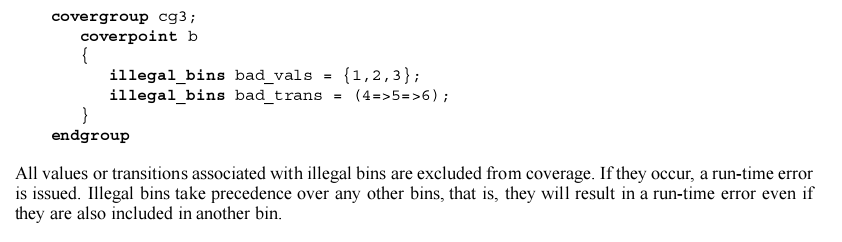 covergroup cg3;
coverpoint b
{
illegal_bins bad_vals = {1,2,3};
illegal_bins bad_trans = (4=>5=>6);
}
endgroup
All values or transitions associated with illegal bins are excluded from coverage. If they occur, a run-time error
is issued. Illegal bins take precedence over any other bins, that is, they will result in a run-time error even if
they are also included in another bin.